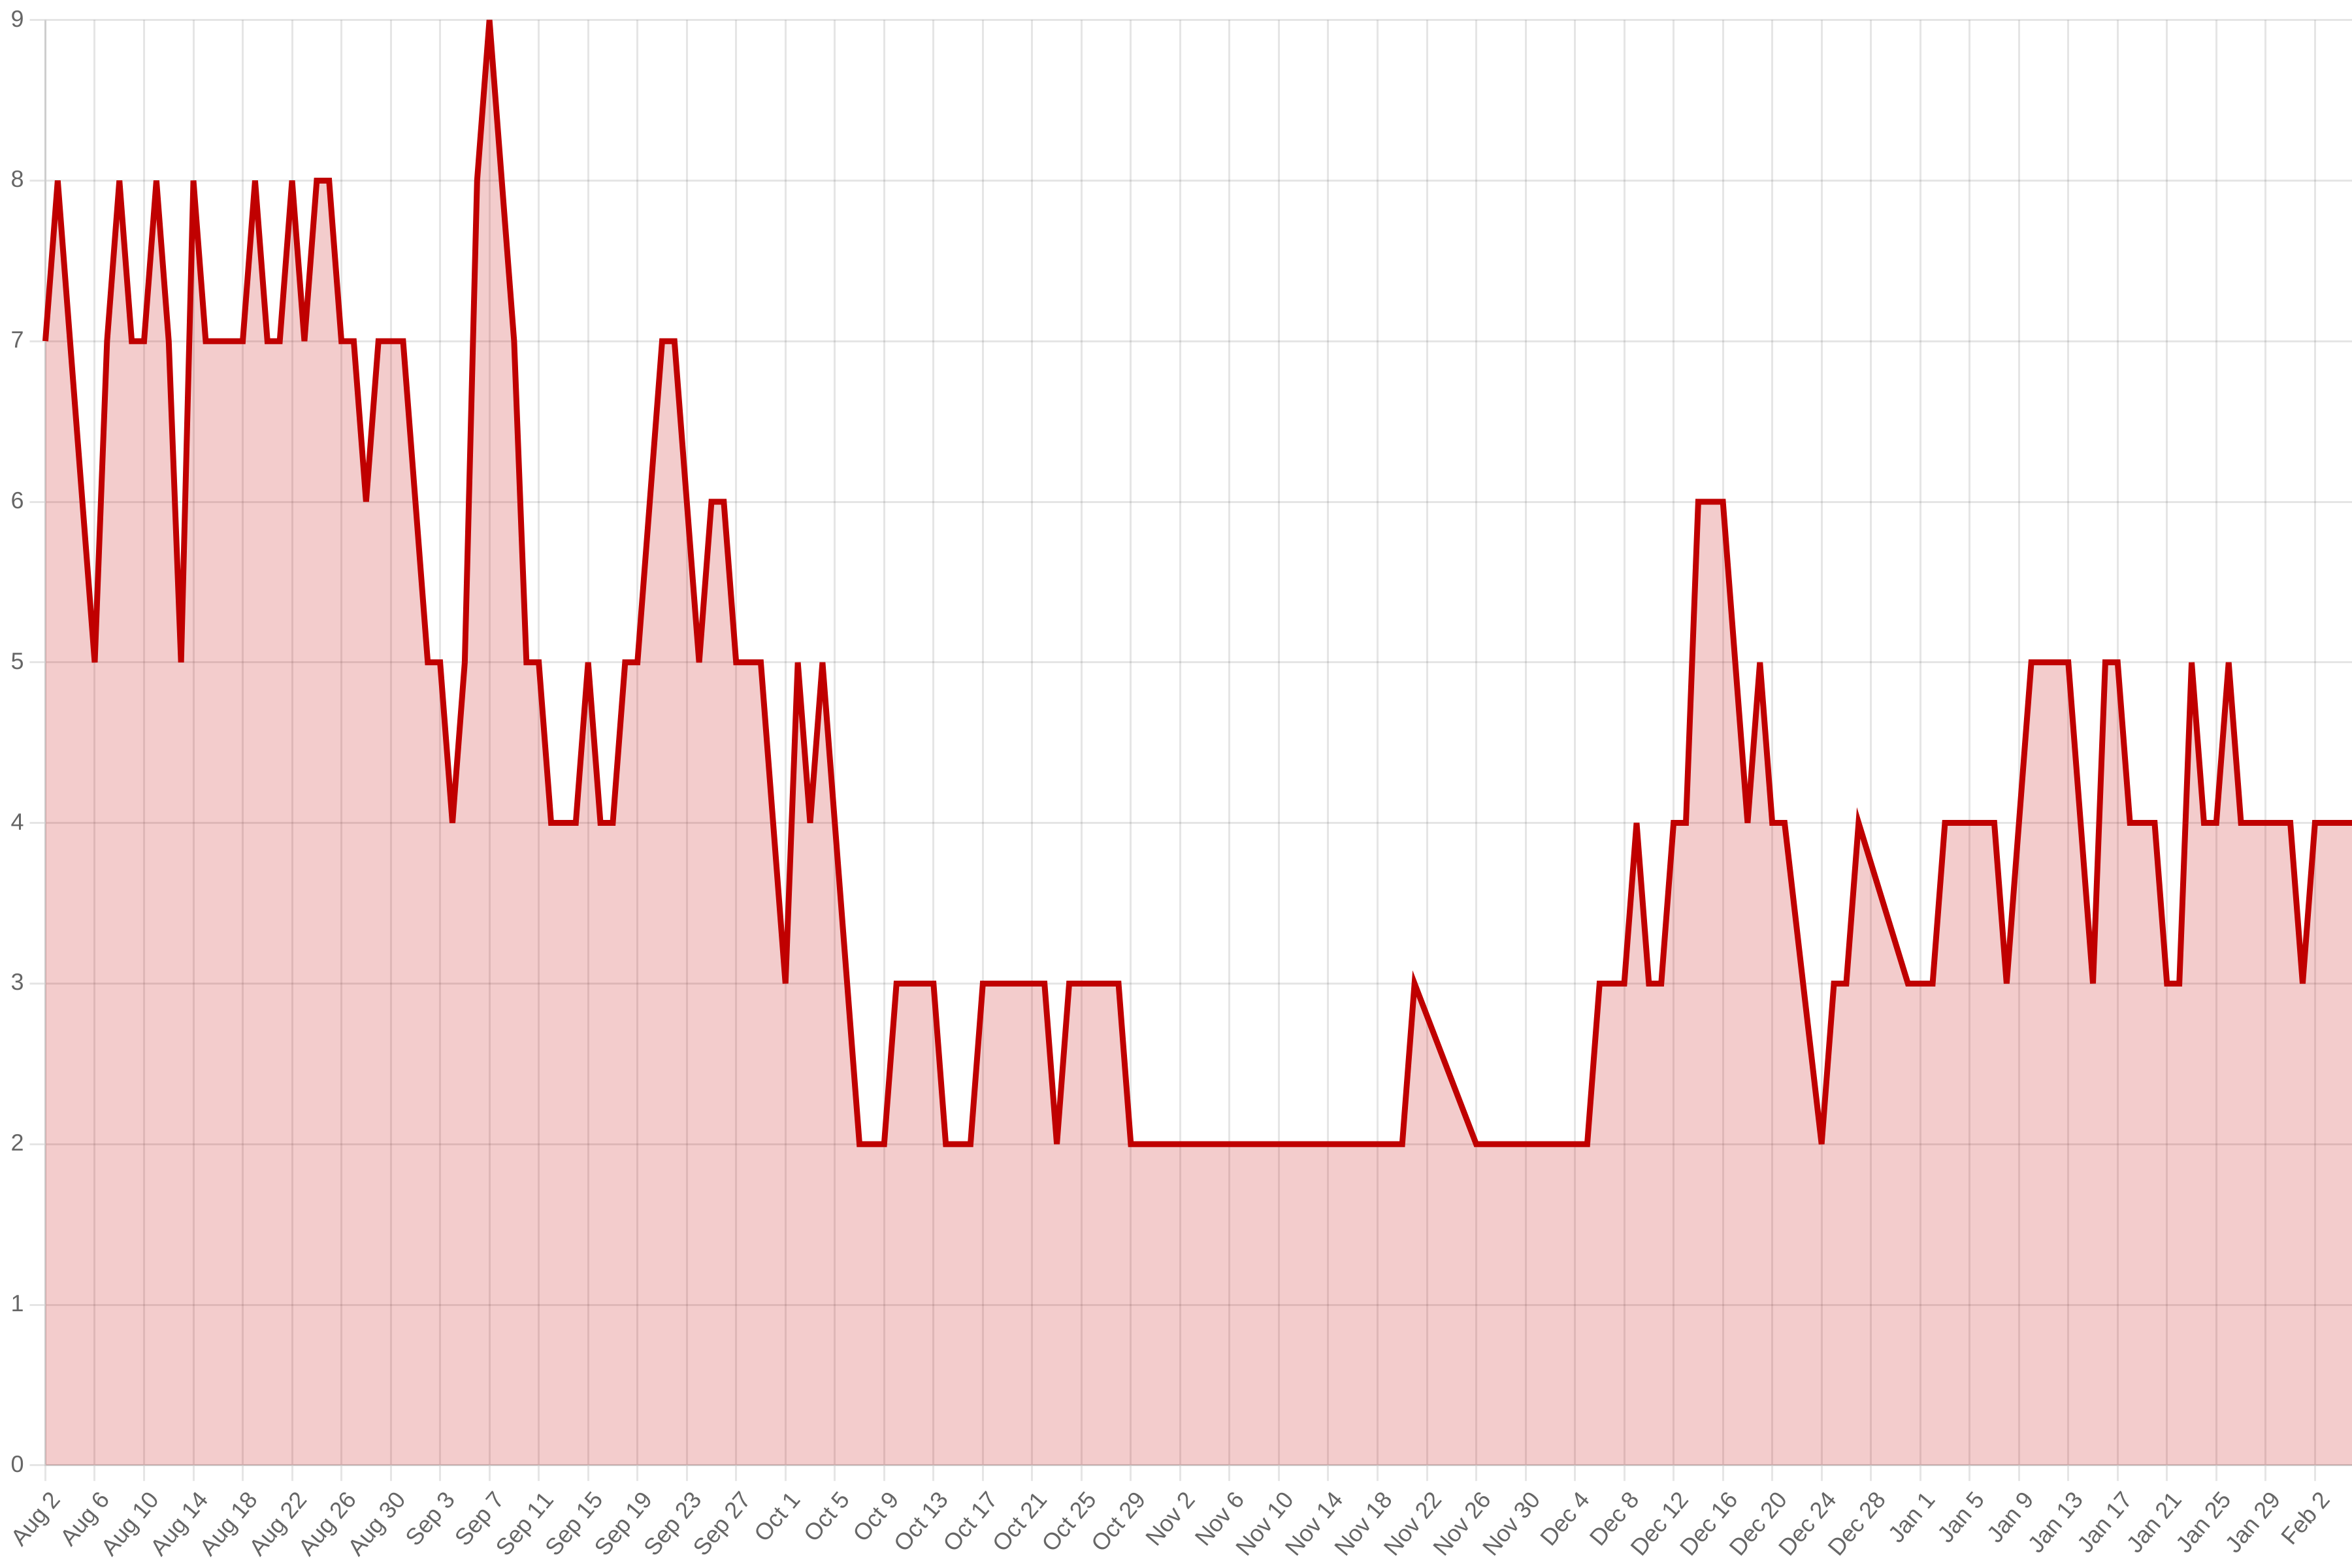 9
8
7
6
5
4
3
2
1
0
Aug 2
Aug 6
Aug 10
Aug 14
Aug 18
Aug 22
Aug 26
Aug 30
Sep 3
Sep 7
Sep 11
Sep 15
Sep 19
Sep 23
Sep 27
Oct 1
Oct 5
Oct 9
Oct 13
Oct 17
Oct 21
Oct 25
Oct 29
Nov 2
Nov 6
Nov 10
Nov 14
Nov 18
Nov 22
Nov 26
Nov 30
Dec 4
Dec 8
Dec 12
Dec 16
Dec 20
Dec 24
Dec 28
Jan 1
Jan 5
Jan 9
Jan 13
Jan 17
Jan 21
Jan 25
Jan 29
Feb 2